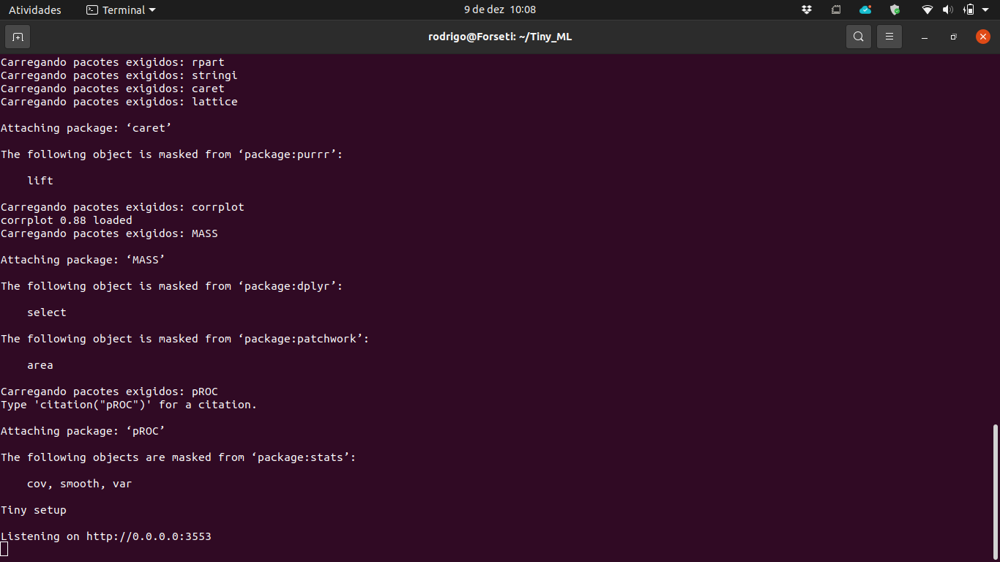 Atividades
Terminal
9 de dez 10:08
rodrigo@Forseti: ~/Tiny_ML
Carregando pacotes exigidos: rpart
Carregando pacotes exigidos: stringi
Carregando pacotes exigidos: caret
Carregando pacotes exigidos: lattice
Attaching package: ‘caret’
The following object is masked from ‘package:purrr’:
lift
Carregando pacotes exigidos: corrplot
corrplot 0.88 loaded
Carregando pacotes exigidos: MASS
Attaching package: ‘MASS’
The following object is masked from ‘package:dplyr’:
select
The following object is masked from ‘package:patchwork’:
area
Carregando pacotes exigidos: pROC
Type 'citation("pROC")' for a citation.
Attaching package: ‘pROC’
The following objects are masked from ‘package:stats’:
cov, smooth, var
Tiny setup
Listening on http://0.0.0.0:3553